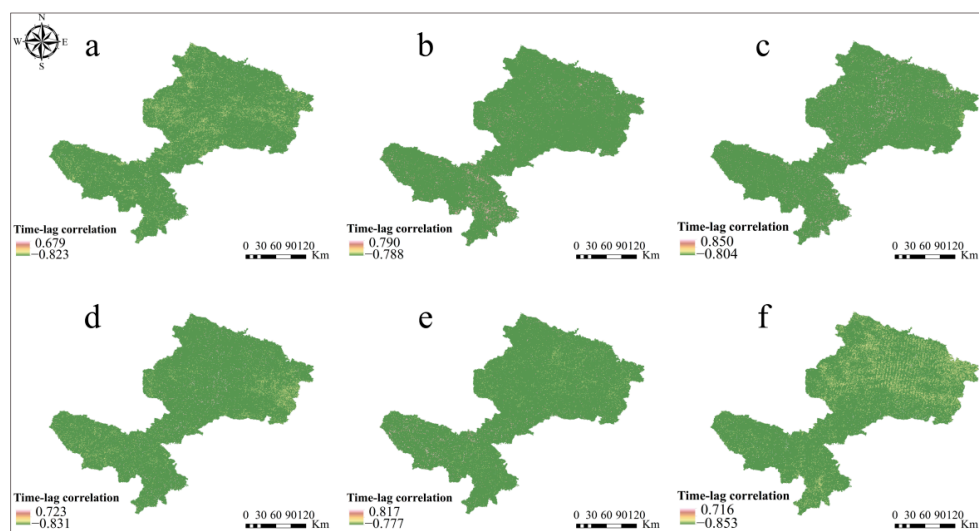 N
W E
S
a
b
c
Time-lag correlation
0.679
−0.823
0 30 60 90120
Km
Time-lag correlation
0.790
−0.788
0 30 60 90120
Km
Time-lag correlation
0.850
−0.804
0 30 60 90120
Km
d
e
f
Time-lag correlation
0.723
−0.831
0 30 60 90120
Km
Time-lag correlation
0.817
−0.777
0 30 60 90120
Km
Time-lag correlation
0.716
−0.853
0 30 60 90120
Km